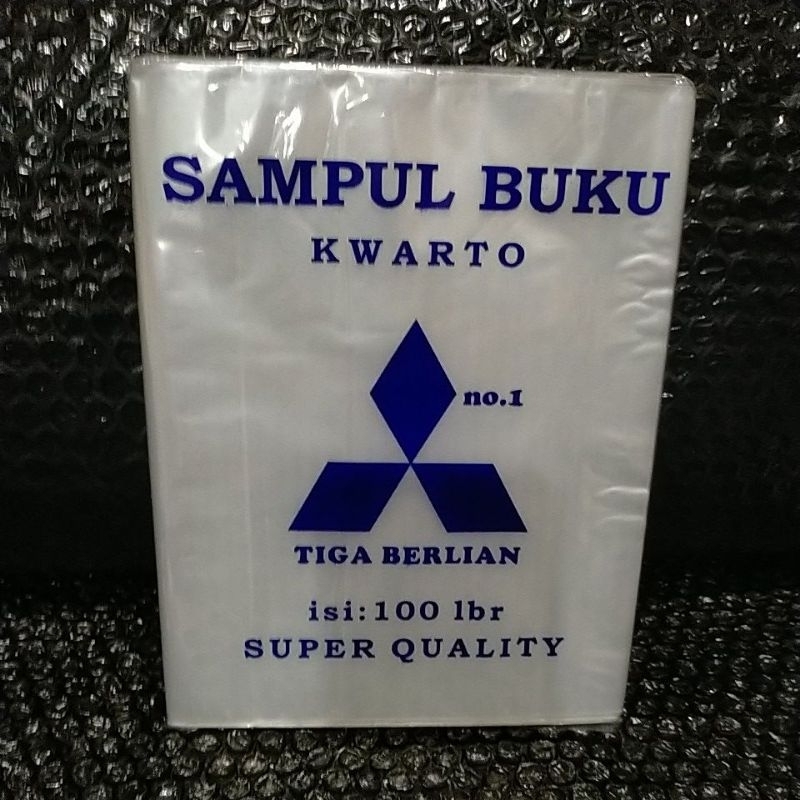 SAMPUL BUKU
KWARTO
no.1
TIGA BERLIAN
isi:100 lbr
SUPER QUALITY